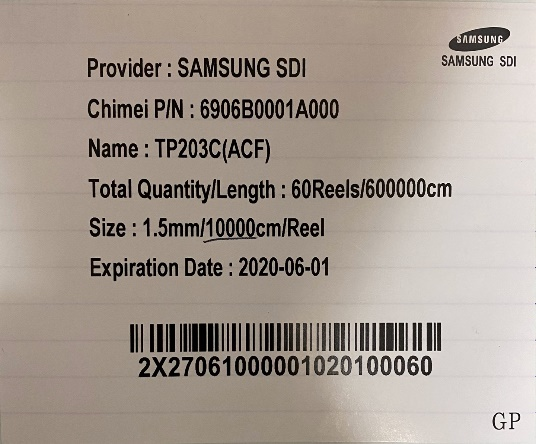 SAMSUNG
SAMSUNG SDI
Provider : SAMSUNG SDI
Chimei P/N : 6906B0001A000
Name : TP203C(ACF)
Total Quantity/Length : 60Reels/600000cm
Size : 1.5mm/10000cm/Reel
Expiration Date : 2020-06-01
2X27061000001020100060
GP